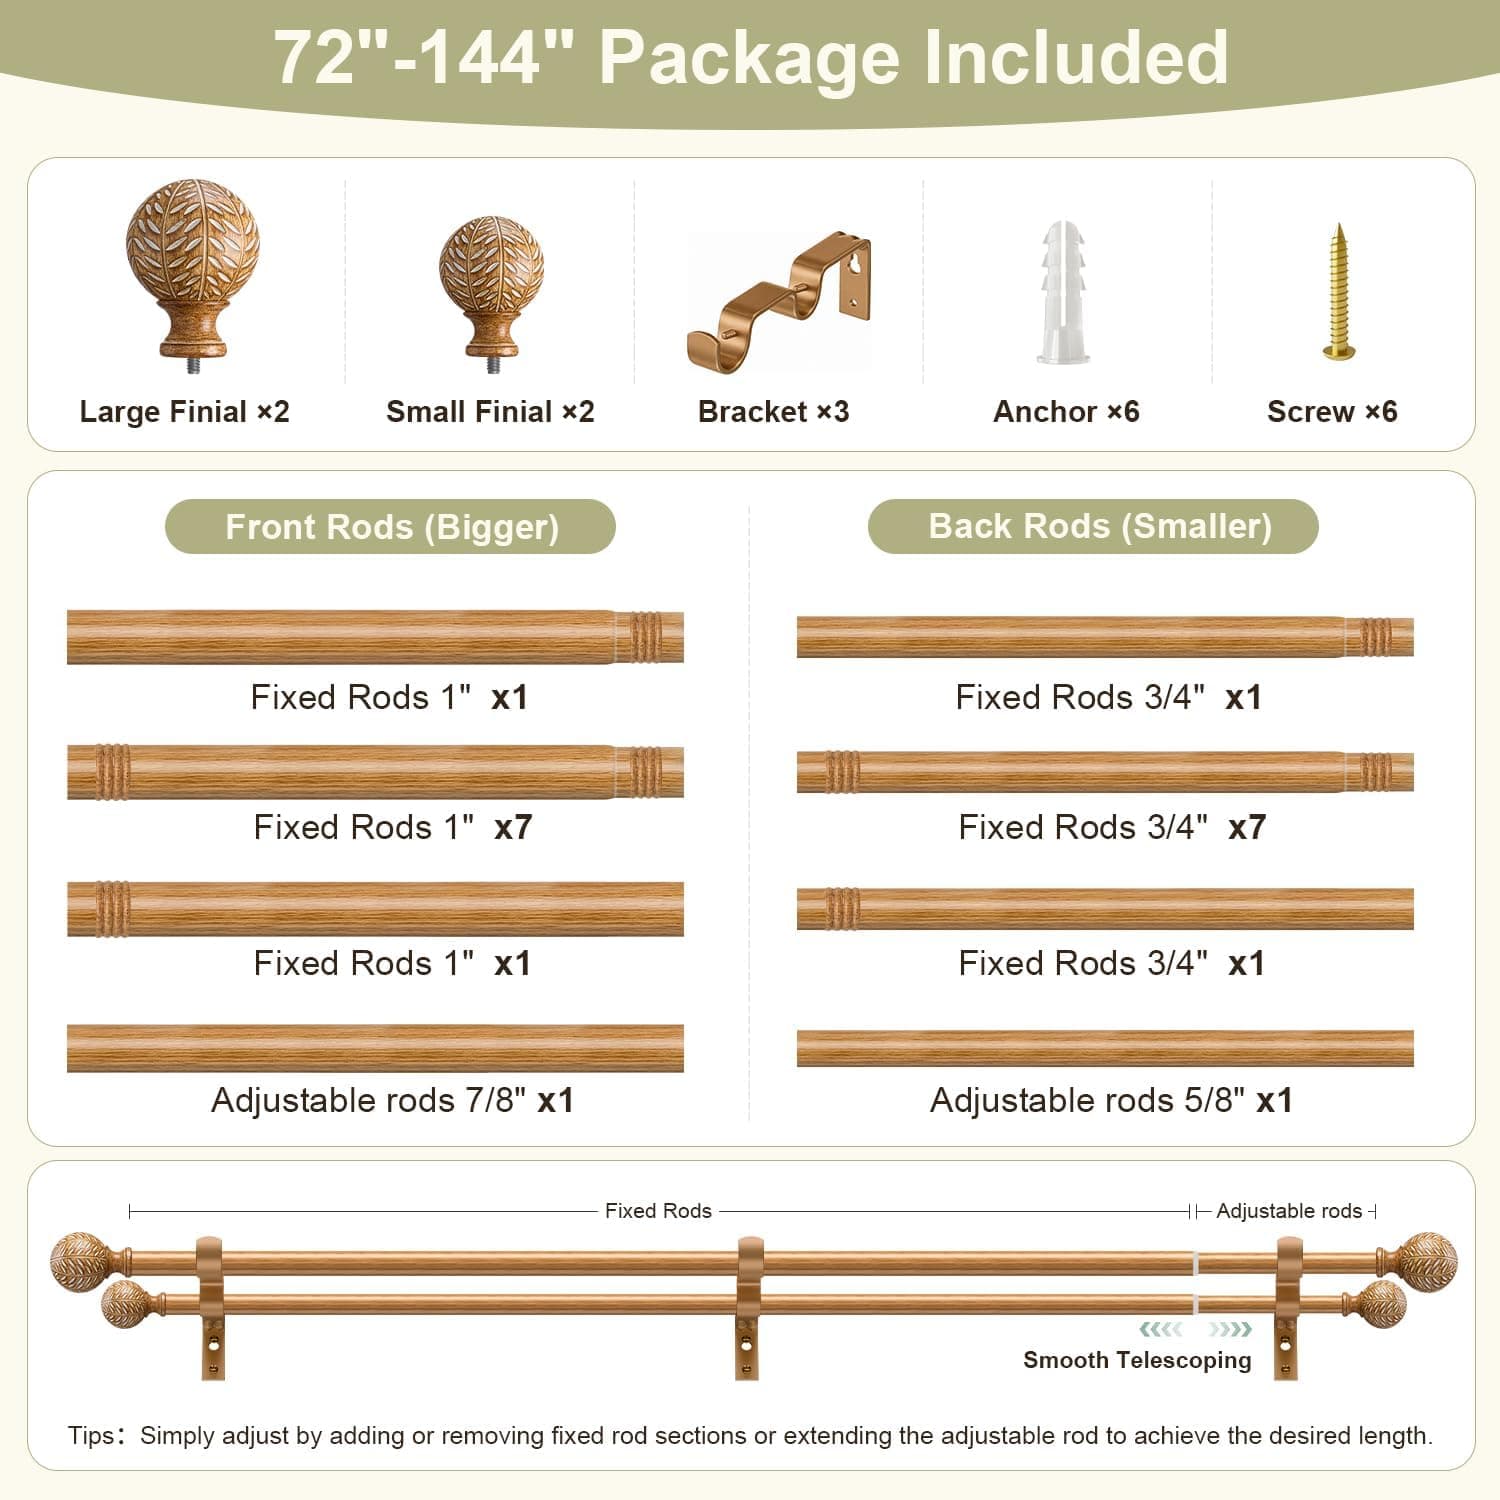 72"-144" Package Included
Large Finial ×2
Small Finial ×2
Bracket ×3
Anchor ×6
Screw ×6
Front Rods (Bigger)
Fixed Rods 1" x1
Fixed Rods 1" x7
Fixed Rods 1" x1
Adjustable rods 7/8" x1
Back Rods (Smaller)
Fixed Rods 3/4" x1
Fixed Rods 3/4" x7
Fixed Rods 3/4" x1
Adjustable rods 5/8" x1
Fixed Rods
Adjustable rods
Smooth Telescoping
Tips： Simply adjust by adding or removing fixed rod sections or extending the adjustable rod to achieve the desired length.